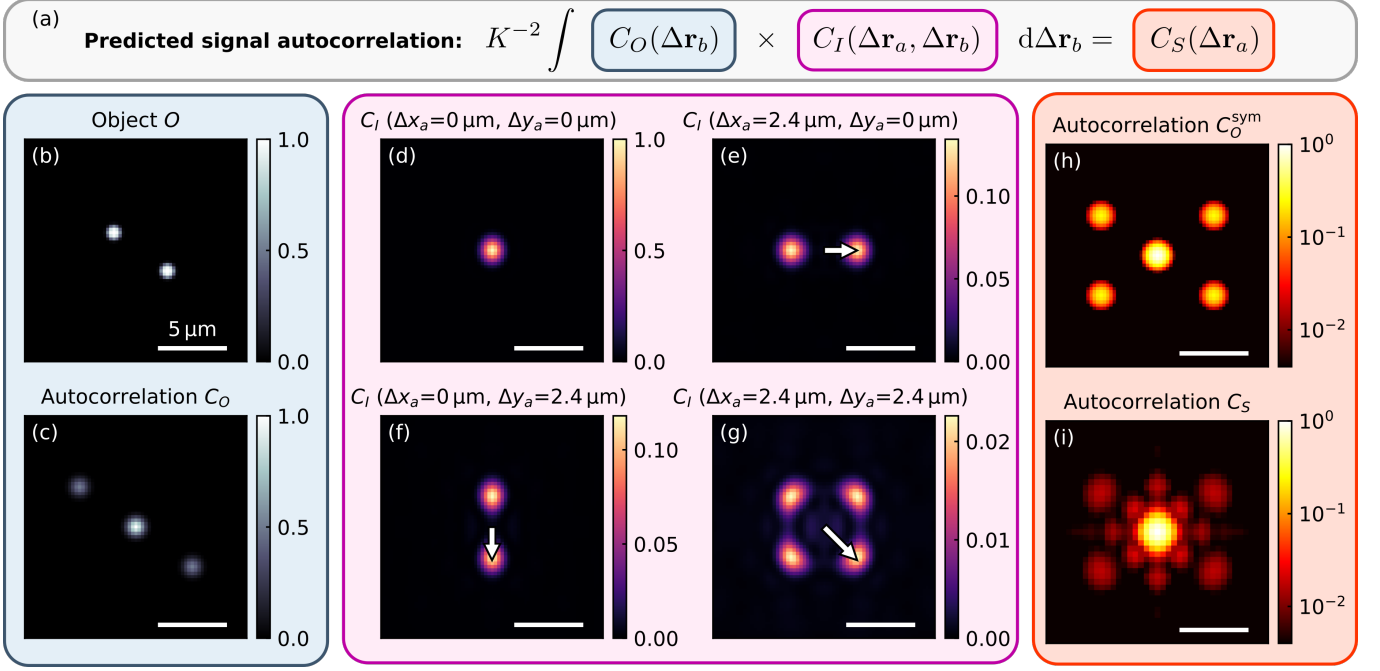 (a)
Predicted signal autocorrelation: K⁻² ∫ C_O(Δr_b) × C_I(Δr_a, Δr_b) dΔr_b = C_S(Δr_a)
Object O
(b)
5 μm
1.0
0.5
0.0
Autocorrelation C_O
(c)
1.0
0.5
0.0
C_I (Δx_a=0 μm, Δy_a=0 μm)
(d)
1.0
0.5
0.0
C_I (Δx_a=2.4 μm, Δy_a=0 μm)
(e)
0.10
0.05
0.00
C_I (Δx_a=0 μm, Δy_a=2.4 μm)
(f)
0.10
0.05
0.00
C_I (Δx_a=2.4 μm, Δy_a=2.4 μm)
(g)
0.02
0.01
0.00
Autocorrelation C_O^sym
(h)
10⁰
10⁻¹
10⁻²
Autocorrelation C_S
(i)
10⁰
10⁻¹
10⁻²